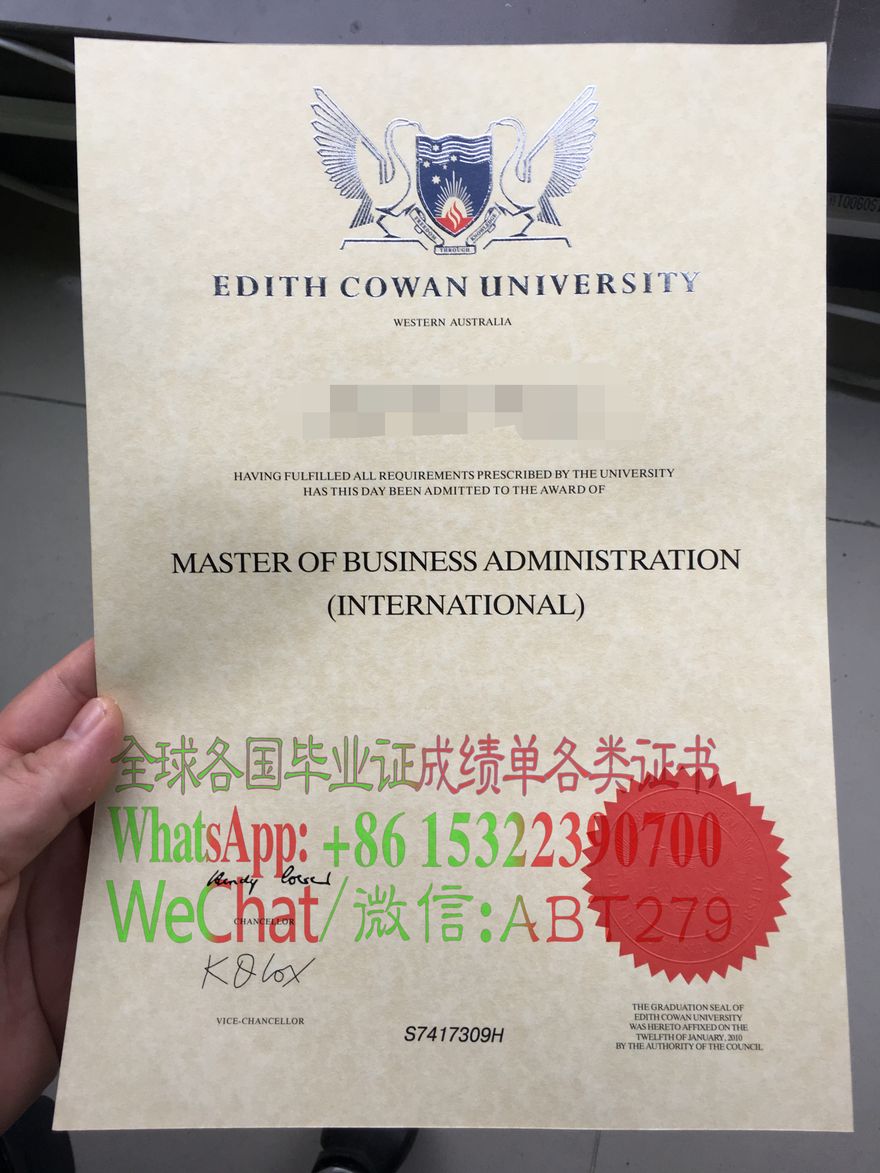 FREEDOM THROUGH KNOWLEDGE
EDITH COWAN UNIVERSITY
WESTERN AUSTRALIA
HAVING FULFILLED ALL REQUIREMENTS PRESCRIBED BY THE UNIVERSITY
HAS THIS DAY BEEN ADMITTED TO THE AWARD OF
MASTER OF BUSINESS ADMINISTRATION
(INTERNATIONAL)
全球各国毕业证成绩单各类证书
WhatsApp: +86 15322390700
WeChat/微信:ABT279
CHANCELLOR
VICE-CHANCELLOR
S7417309H
THE GRADUATION SEAL OF
EDITH COWAN UNIVERSITY
WAS HERETO AFFIXED ON THE
TWELFTH OF JANUARY, 2010
BY THE AUTHORITY OF THE COUNCIL